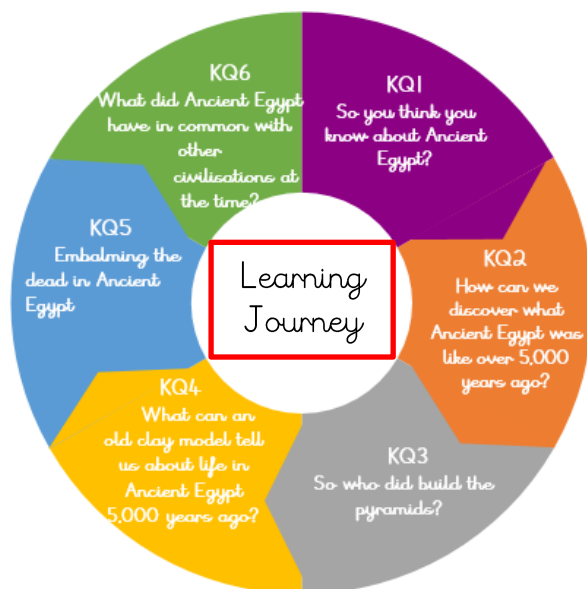 KQ1
So you think you
know about Ancient
Egypt?
KQ2
How can we
discover what
Ancient Egypt was
like over 5,000
years ago?
KQ3
So who did build the
pyramids?
KQ4
What can an
old clay model tell
us about life in
Ancient Egypt
5,000 years ago?
KQ5
Embalming the
dead in Ancient
Egypt
KQ6
What did Ancient Egypt
have in common with
other
civilisations at
the time?
Learning
Journey